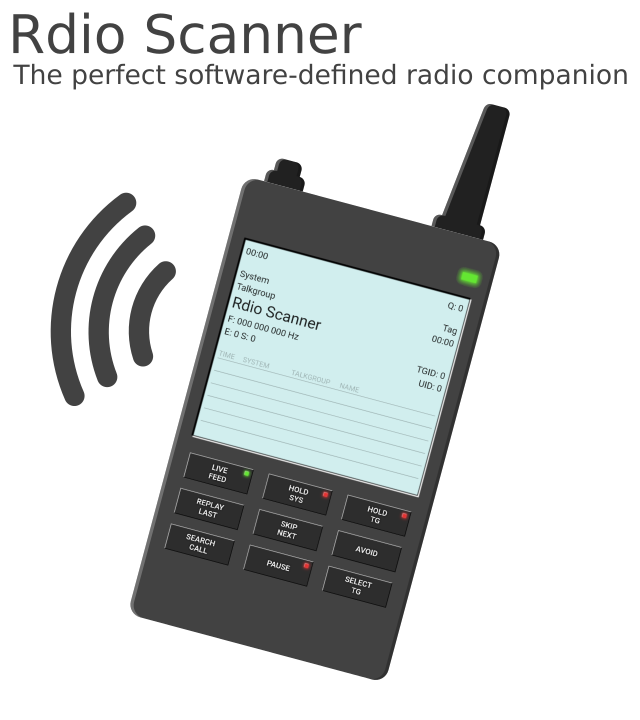 Rdio Scanner
The perfect software-defined radio companion
00:00
Q: 0
System
Tag
Talkgroup
00:00
Rdio Scanner
F: 000 000 000 Hz
TGID: 0
E: 0 S: 0
UID: 0
TIME SYSTEM TALKGROUP NAME
LIVE
FEED
HOLD
SYS
HOLD
TG
REPLAY
LAST
SKIP
NEXT
AVOID
SEARCH
CALL
PAUSE
SELECT
TG